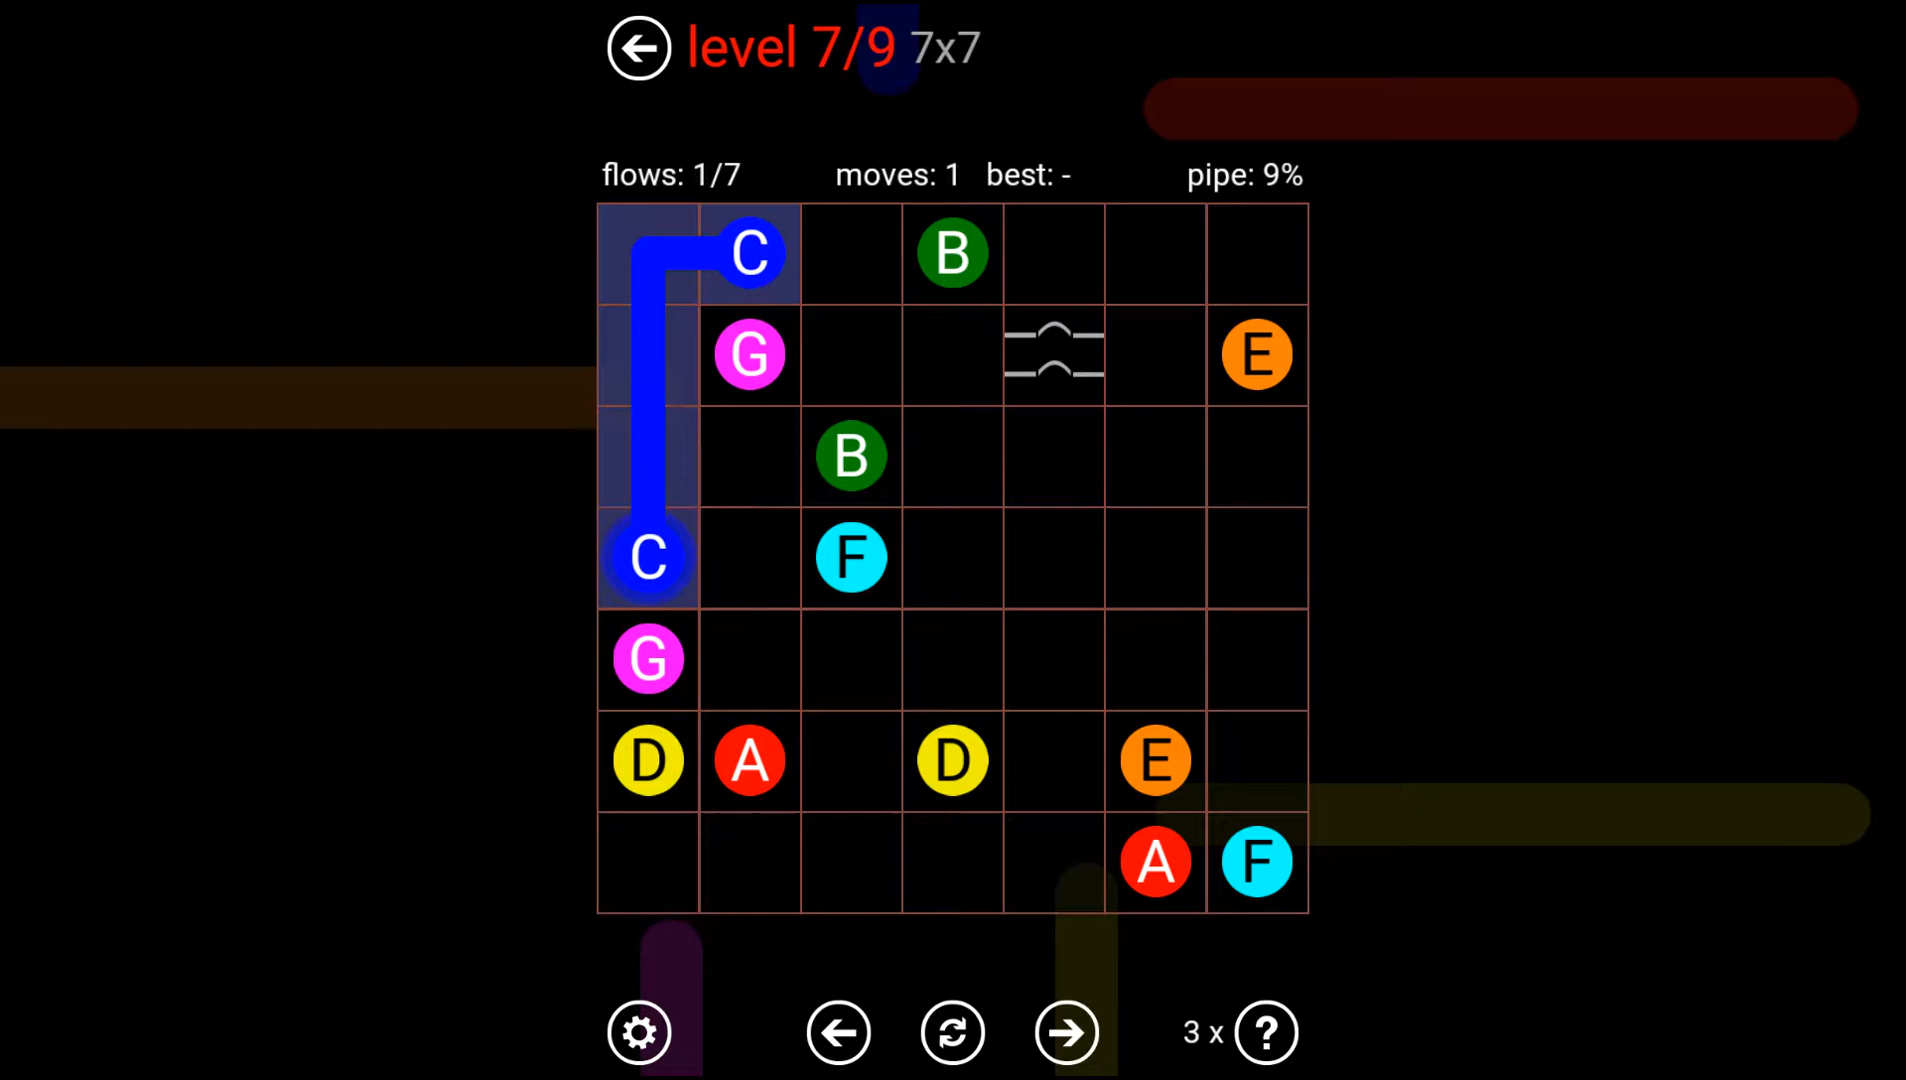 level 7/9 7x7
flows: 1/7 moves: 1 best: - pipe: 9%
C B
G E
B
C F
G
D A D E
A F
3 x ?